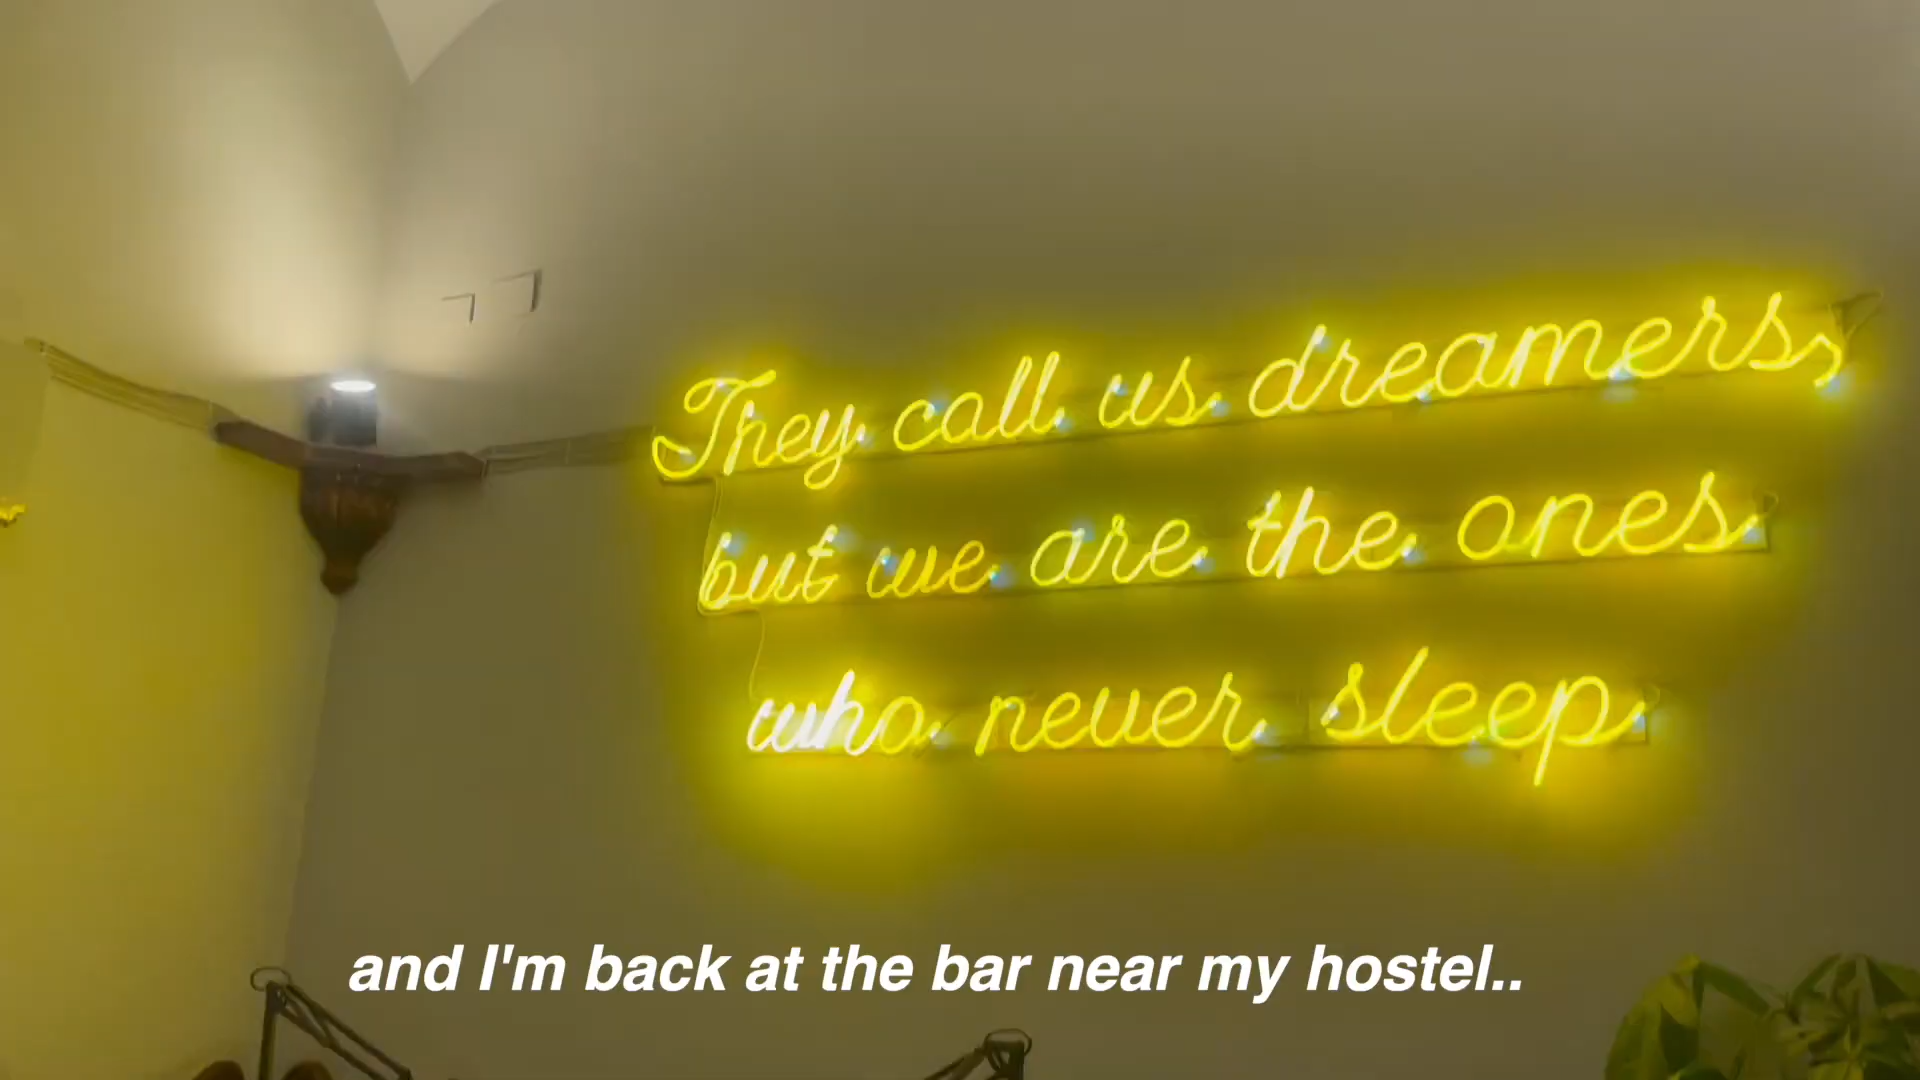 They call us dreamers,
but we are the ones
who never sleep
and I'm back at the bar near my hostel..